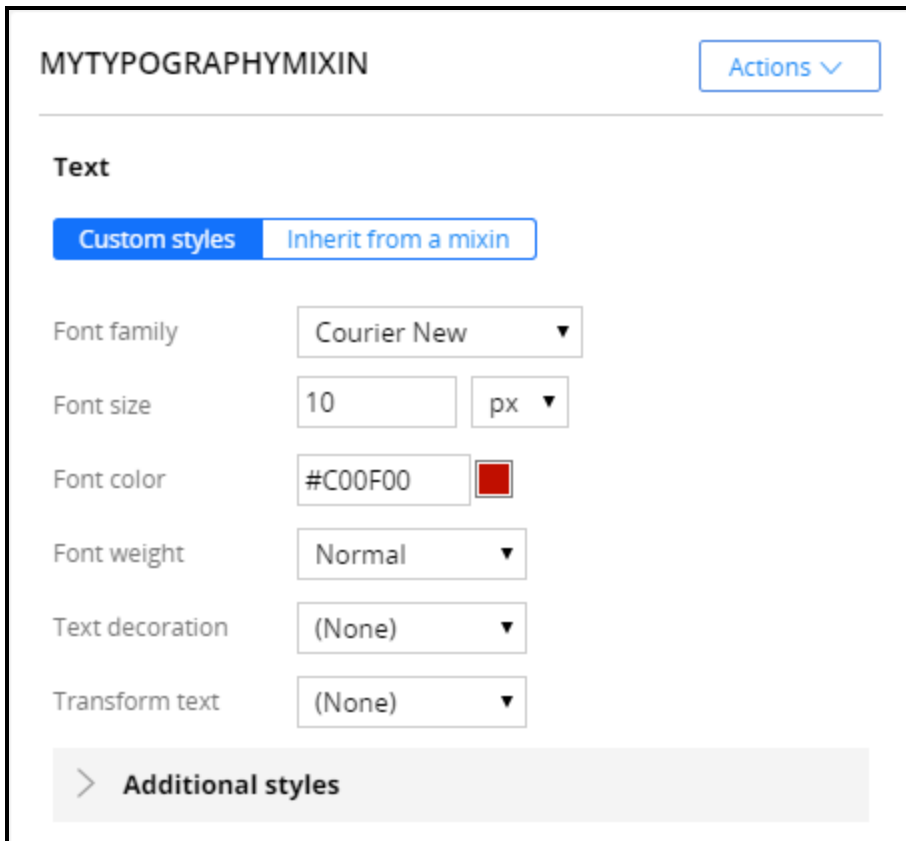 MYTYPOGRAPHYMIXIN
Actions
Text
Custom styles Inherit from a mixin
Font family Courier New
Font size 10 px
Font color #C00F00
Font weight Normal
Text decoration (None)
Transform text (None)
Additional styles